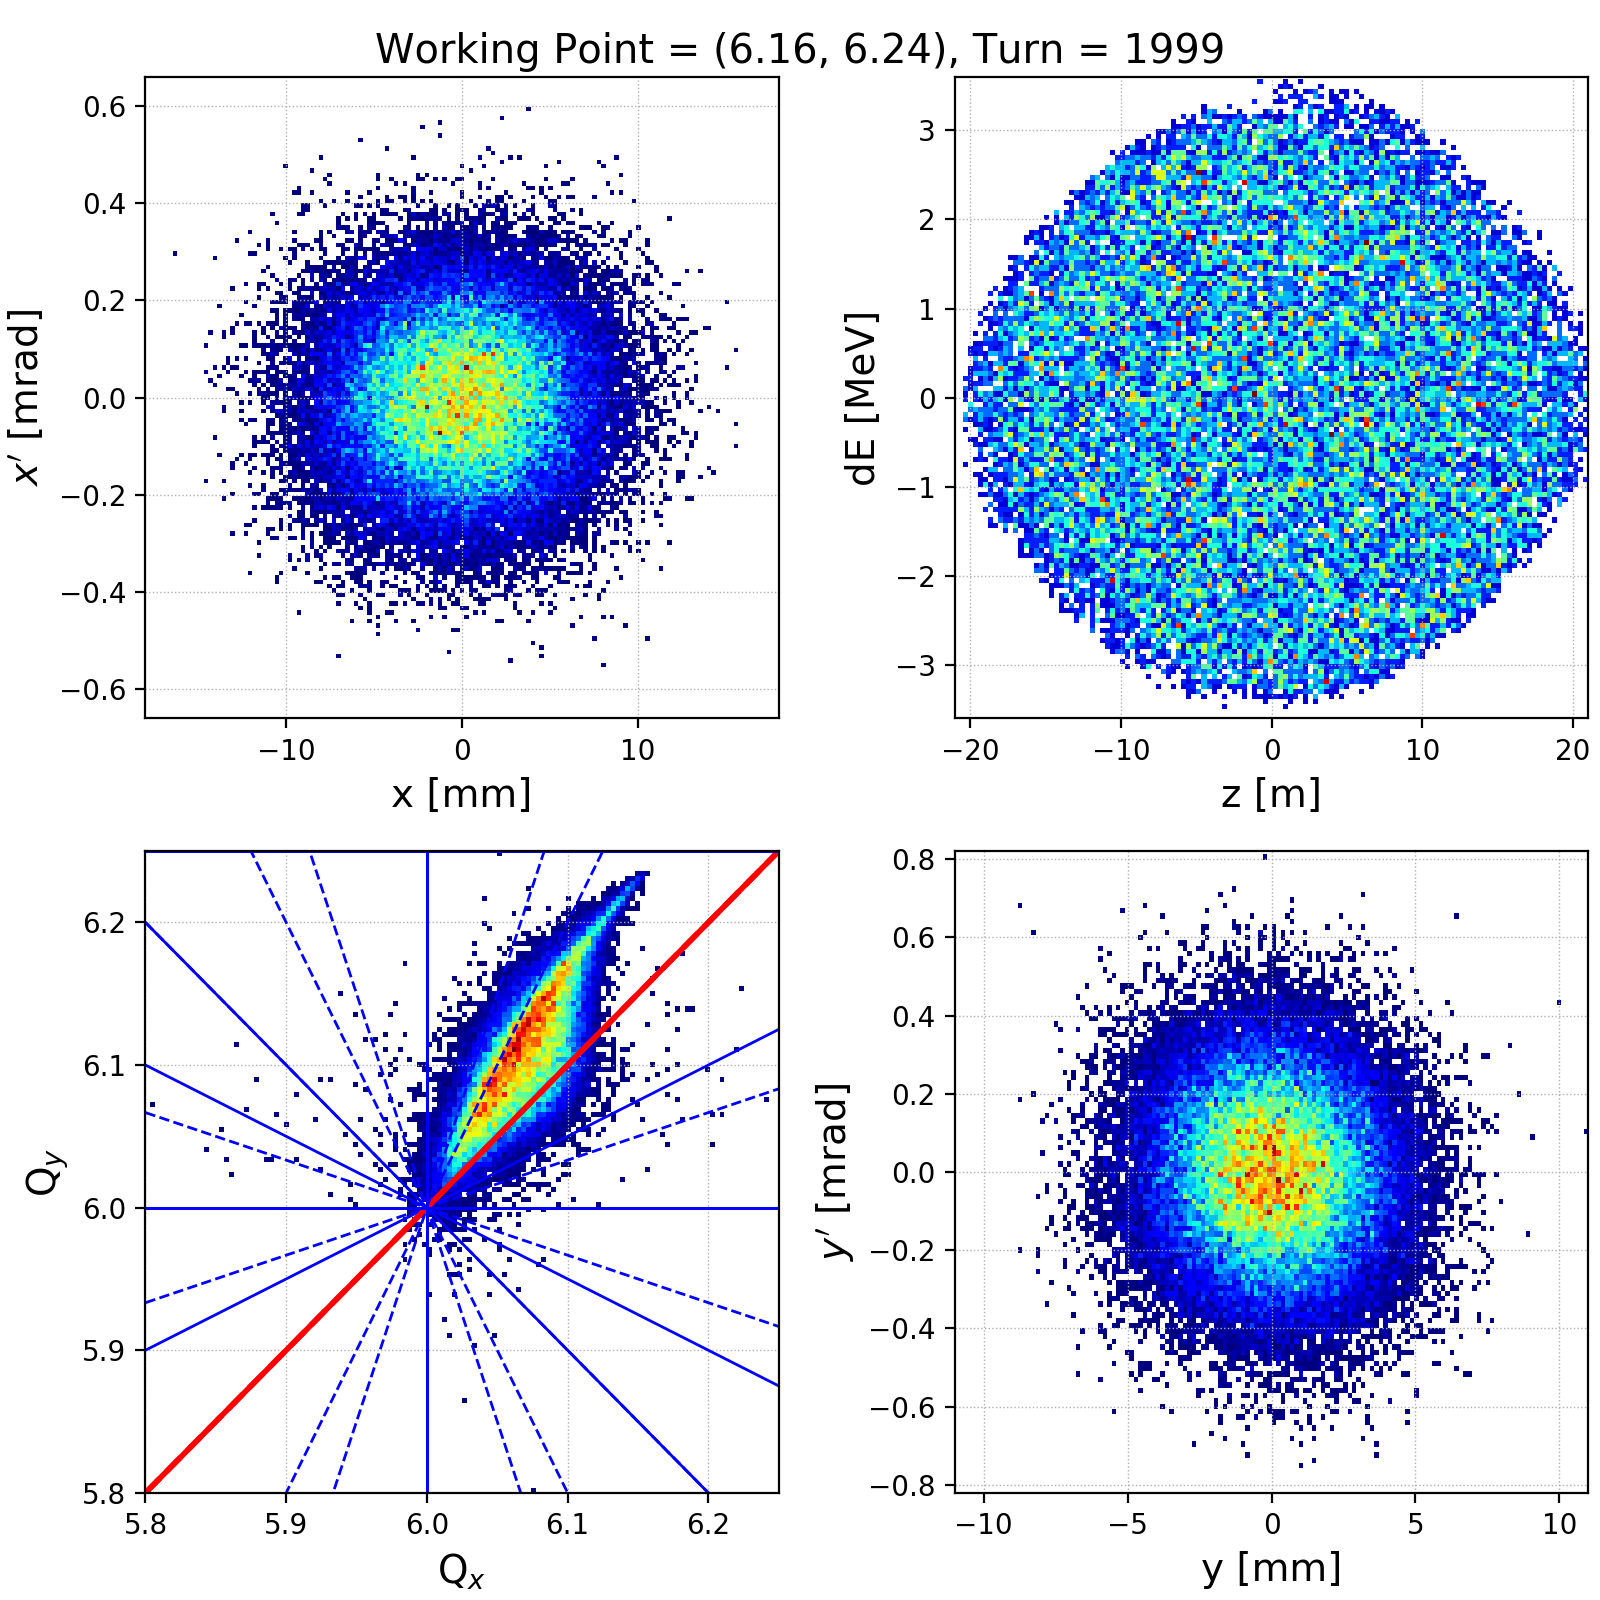 Working Point = (6.16, 6.24), Turn = 1999
0.6
0.4
0.2
0.0
−0.2
−0.4
−0.6
x′ [mrad]
−10 0 10
x [mm]
3
2
1
0
−1
−2
−3
dE [MeV]
−20 −10 0 10 20
z [m]
6.2
6.1
6.0
5.9
5.8
Qy
5.8 5.9 6.0 6.1 6.2
Qx
0.8
0.6
0.4
0.2
0.0
−0.2
−0.4
−0.6
−0.8
y′ [mrad]
−10 −5 0 5 10
y [mm]